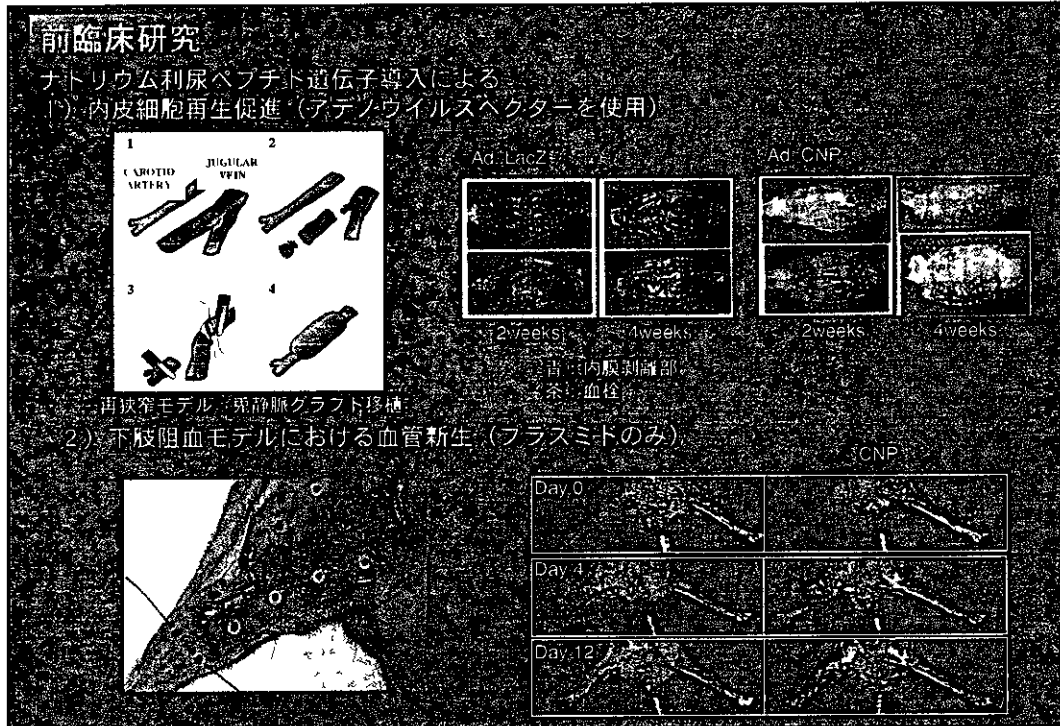 前臨床研究
ナトリウム利尿ペプチド遺伝子導入による
1) 内皮細胞再生促進（アデノウイルスベクターを使用）
1
2
CAROTID
ARTERY
JUGULAR
VEIN
3
4
再狭窄モデル：兎静脈グラフト移植
Ad. LacZ
Ad. CNP
2weeks
4weeks
2weeks
4weeks
青：内膜剥離部
茶：血栓
2) 下肢阻血モデルにおける血管新生（プラスミドのみ）
CNP
Day 0
Day 4
Day 12